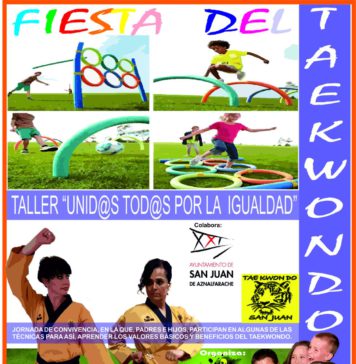 FIESTA DEL
TAEKWONDO
TALLER "UNID@S TOD@S POR LA IGUALDAD"
Colabora:
AYUNTAMIENTO DE
SAN JUAN
DE AZNALFARACHE
TAE KWON DO
SAN JUAN
JORNADA DE CONVIVENCIA, EN LA QUE, PADRES E HIJOS, PARTICIPAN EN ALGUNAS DE LAS
TÉCNICAS PARA ASÍ, APRENDER LOS VALORES BÁSICOS Y BENEFICIOS DEL TAEKWONDO.
Organiza: